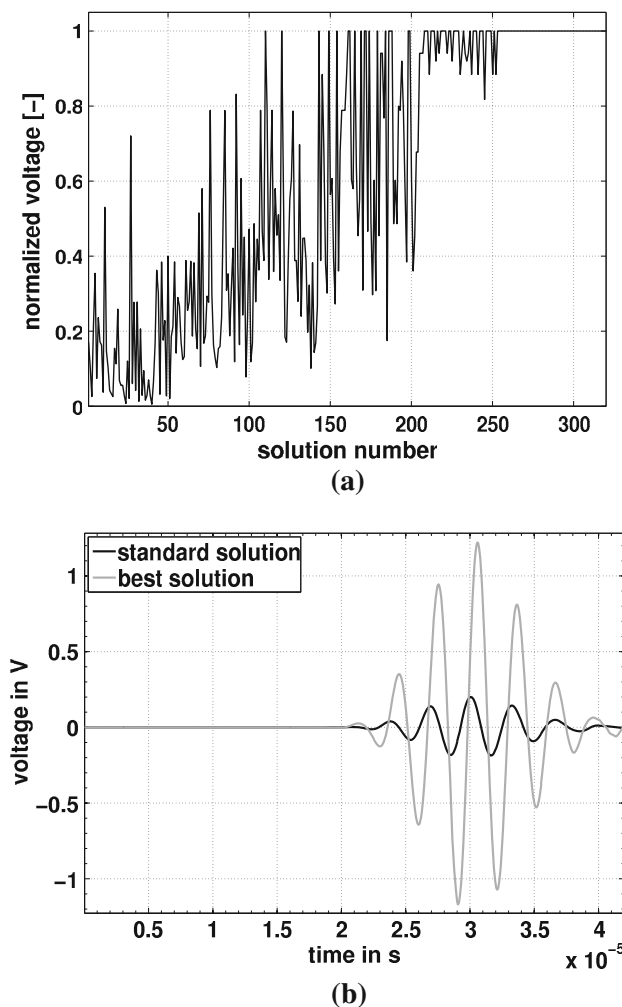 1
0.8
0.6
0.4
0.2
0
normalized voltage [-]
50 100 150 200 250 300
solution number
(a)
standard solution
best solution
1
0.5
0
−0.5
−1
voltage in V
0.5 1 1.5 2 2.5 3 3.5 4
time in s
x 10⁻⁵
(b)